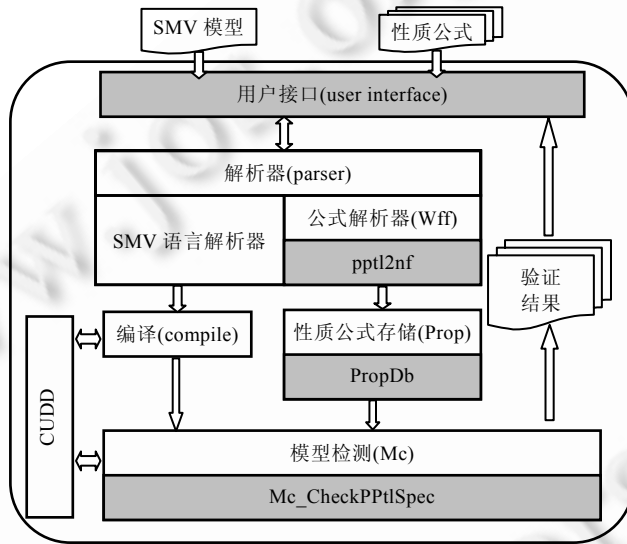 SMV 模型
性质公式
用户接口(user interface)
解析器(parser)
SMV 语言解析器
公式解析器(Wff)
pptl2nf
验证
结果
编译(compile)
性质公式存储(Prop)
PropDb
CUDD
模型检测(Mc)
Mc_CheckPPtlSpec